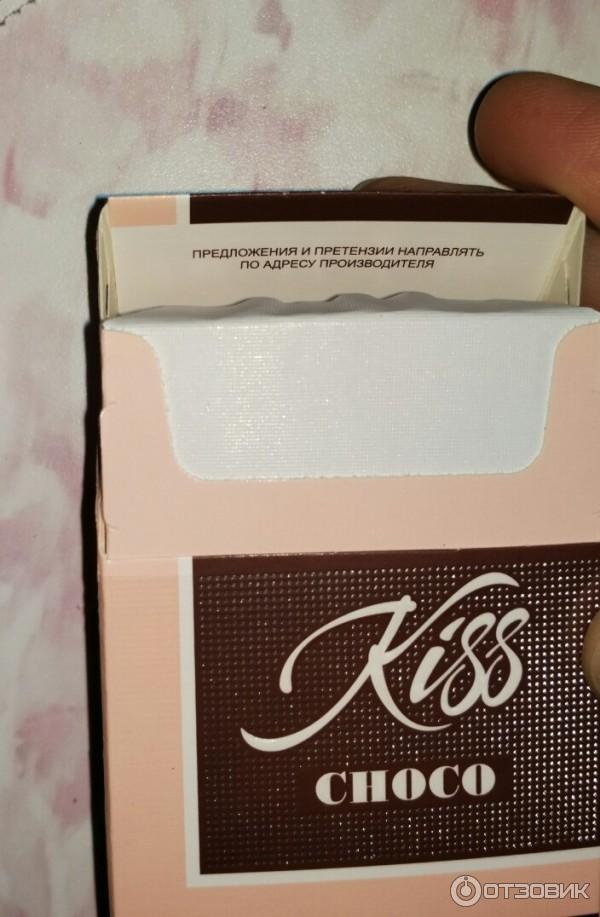 ПРЕДЛОЖЕНИЯ И ПРЕТЕНЗИИ НАПРАВЛЯТЬ
ПО АДРЕСУ ПРОИЗВОДИТЕЛЯ
Kiss
CHOCO
ОТЗОВИК